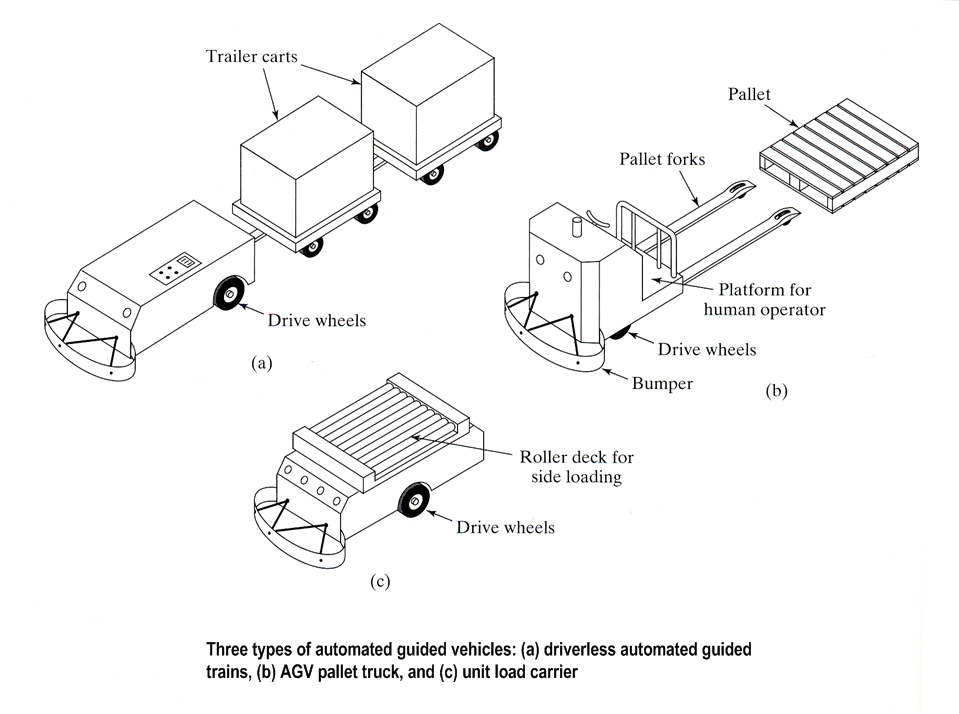 Trailer carts
Drive wheels
(a)
Pallet
Pallet forks
Platform for
human operator
Drive wheels
Bumper
(b)
Roller deck for
side loading
Drive wheels
(c)
Three types of automated guided vehicles: (a) driverless automated guided
trains, (b) AGV pallet truck, and (c) unit load carrier